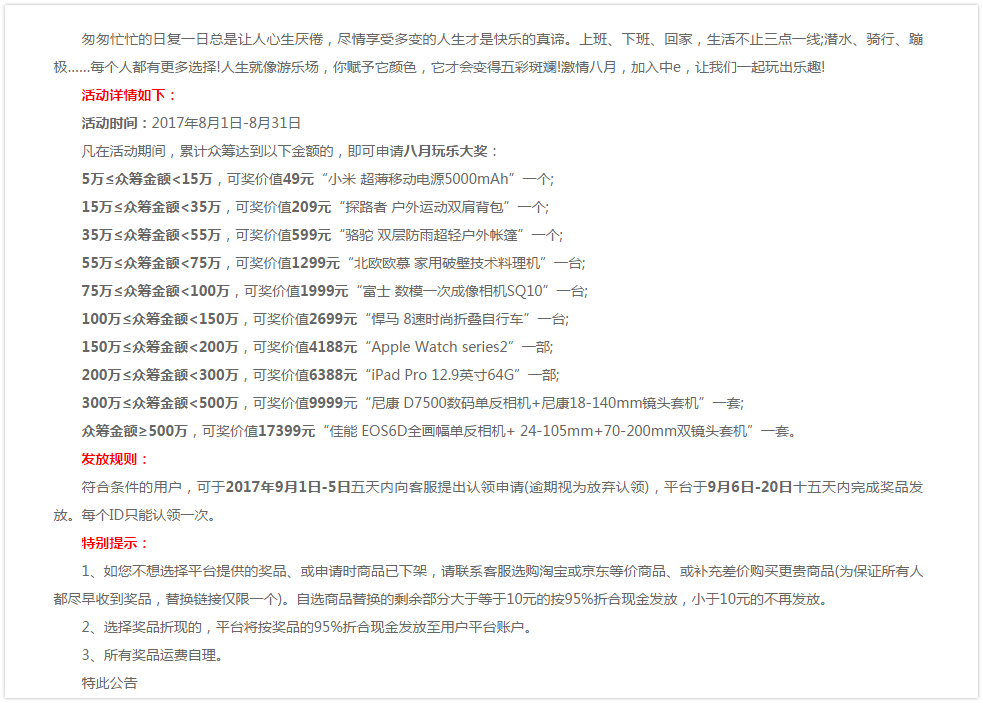 匆匆忙忙的日复一日总是让人心生厌倦，尽情享受多变的人生才是快乐的真谛。上班、下班、回家，生活不止三点一线;潜水、骑行、蹦
极......每个人都有更多选择!人生就像游乐场，你赋予它颜色，它才会变得五彩斑斓!激情八月，加入中e，让我们一起玩出乐趣!
活动详情如下：
活动时间：2017年8月1日-8月31日
凡在活动期间，累计众筹达到以下金额的，即可申请八月玩乐大奖：
5万≤众筹金额<15万，可奖价值49元“小米 超薄移动电源5000mAh”一个;
15万≤众筹金额<35万，可奖价值209元“探路者 户外运动双肩背包”一个;
35万≤众筹金额<55万，可奖价值599元“骆驼 双层防雨超轻户外帐篷”一个;
55万≤众筹金额<75万，可奖价值1299元“北欧欧慕 家用破壁技术料理机”一台;
75万≤众筹金额<100万，可奖价值1999元“富士 数模一次成像相机SQ10”一台;
100万≤众筹金额<150万，可奖价值2699元“悍马 8速时尚折叠自行车”一台;
150万≤众筹金额<200万，可奖价值4188元“Apple Watch series2”一部;
200万≤众筹金额<300万，可奖价值6388元“iPad Pro 12.9英寸64G”一部;
300万≤众筹金额<500万，可奖价值9999元“尼康 D7500数码单反相机+尼康18-140mm镜头套机”一套;
众筹金额≥500万，可奖价值17399元“佳能 EOS6D全画幅单反相机+ 24-105mm+70-200mm双镜头套机”一套。
发放规则：
符合条件的用户，可于2017年9月1日-5日五天内向客服提出认领申请(逾期视为放弃认领)，平台于9月6日-20日十五天内完成奖品发
放。每个ID只能认领一次。
特别提示：
1、如您不想选择平台提供的奖品、或申请时商品已下架，请联系客服选购淘宝或京东等价商品、或补充差价购买更贵商品(为保证所有人
都尽早收到奖品，替换链接仅限一个)。自选商品替换的剩余部分大于等于10元的按95%折合现金发放，小于10元的不再发放。
2、选择奖品折现的，平台将按奖品的95%折合现金发放至用户平台账户。
3、所有奖品运费自理。
特此公告